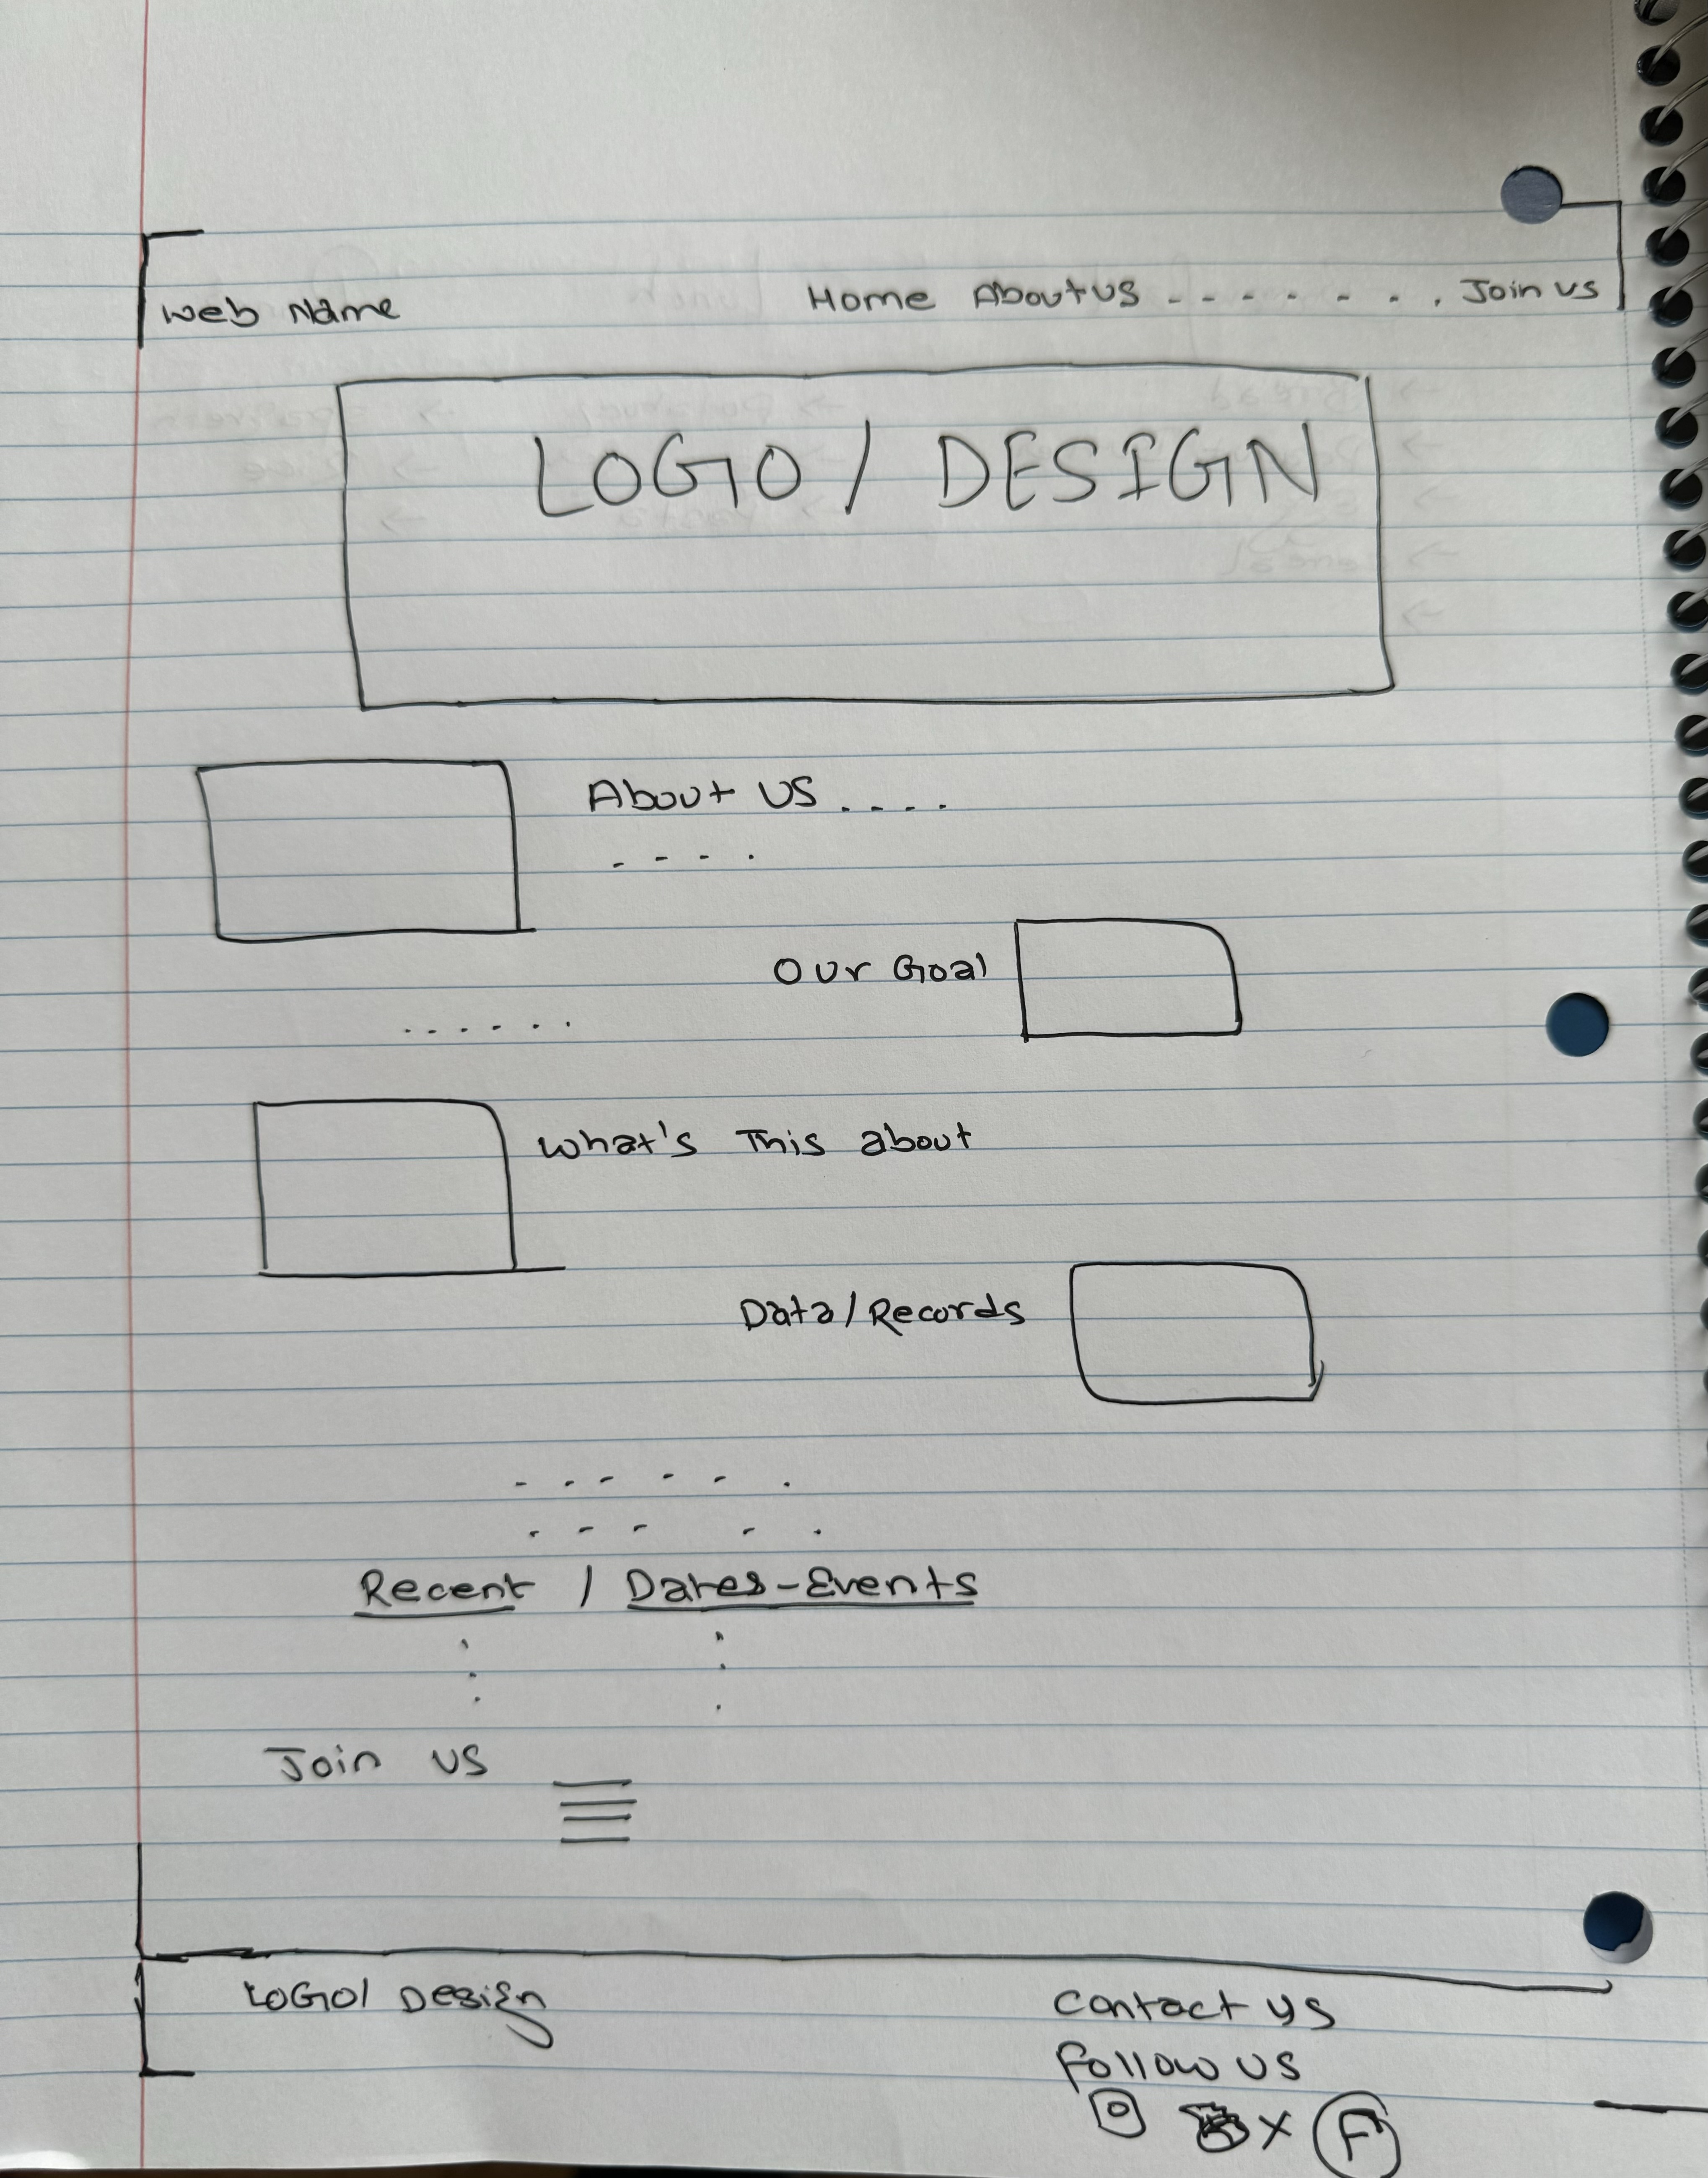 Web Name Home About us - - - - - - - . Join us
LOGO / DESIGN
About US . - - .
- - - .
Our Goal
. . . . . .
What's This about
Data/Records
- . - - - .
. - - - .
Recent / Dates-Events
Join us
LOGO/ Design
Contact us
Follow us
X F